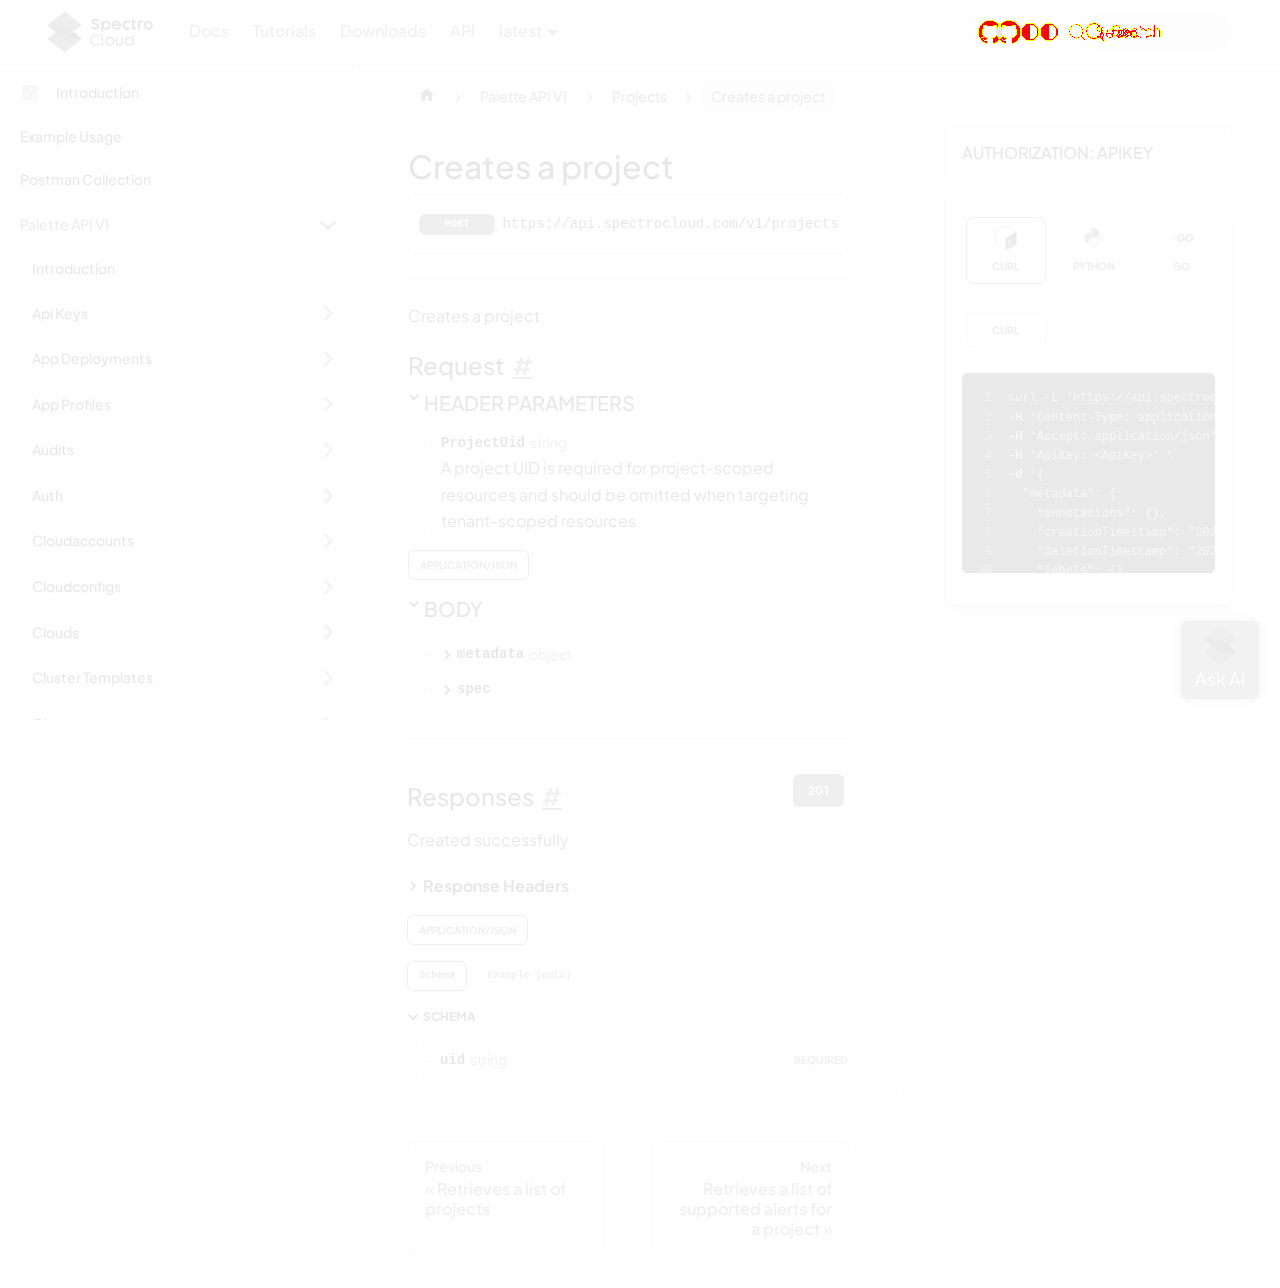 Spectro Cloud
Docs Tutorials Downloads API latest
Search
Introduction
Example Usage
Postman Collection
Palette API V1
Introduction
Api Keys
App Deployments
App Profiles
Audits
Auth
Cloudaccounts
Cloudconfigs
Clouds
Cluster Templates
Palette API V1 Projects Creates a project
Creates a project
POST https://api.spectrocloud.com/v1/projects
Creates a project
Request #
HEADER PARAMETERS
ProjectUid string
A project UID is required for project-scoped
resources and should be omitted when targeting
tenant-scoped resources
APPLICATION/JSON
BODY
metadata object
spec
Responses #
201
Created successfully
Response Headers
APPLICATION/JSON
Schema Example (auto)
SCHEMA
uid string REQUIRED
Previous
« Retrieves a list of
projects
Next
Retrieves a list of
supported alerts for
a project »
AUTHORIZATION: APIKEY
CURL PYTHON GO
CURL
1 curl -L 'https://api.spectroc
2 -H 'Content-Type: application
3 -H 'Accept: application/json'
4 -H 'ApiKey: <ApiKey>' \
5 -d '{
6 "metadata": {
7 "annotations": {},
8 "creationTimestamp": "202
9 "deletionTimestamp": "202
10 "labels": {},
Ask AI